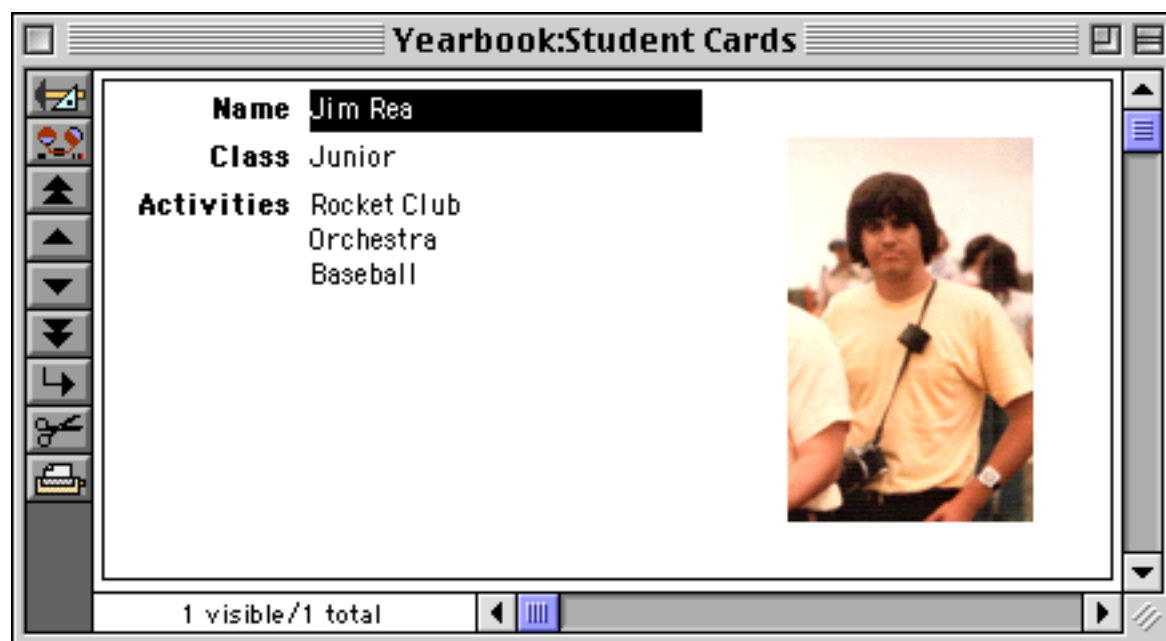 Yearbook:Student Cards
Name Jim Rea
Class Junior
Activities Rocket Club
Orchestra
Baseball
1 visible/1 total